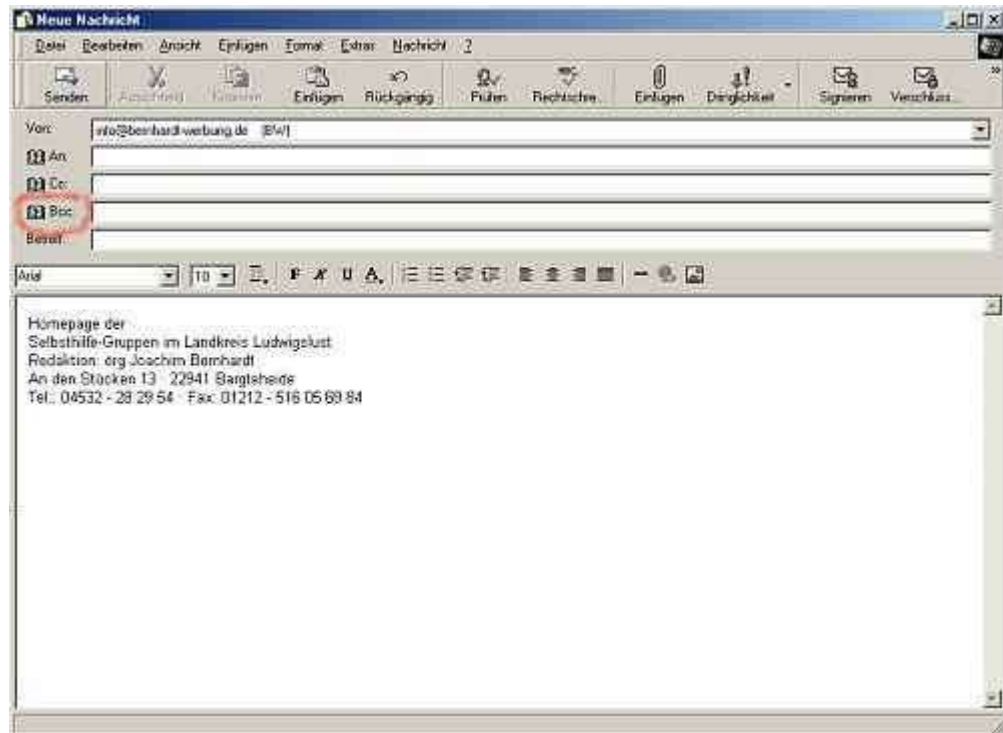 Neue Nachricht
Datei Bearbeiten Ansicht Einfügen Format Extras Nachricht ?
Senden Einfügen Rückgängig Prüfen Rechtschre... Einfügen Dringlichkeit Signieren Verschlüss...
Von: info@bernhardt-werbung.de (BW)
An:
Cc:
Bcc:
Betreff:
Arial 10 F K U A
Homepage der
Selbsthilfe-Gruppen im Landkreis Ludwigslust
Redaktion: org Joachim Bernhardt
An den Stücken 13 · 22941 Bargteheide
Tel.: 04532 - 28 29 54 · Fax: 01212 - 516 05 69 84